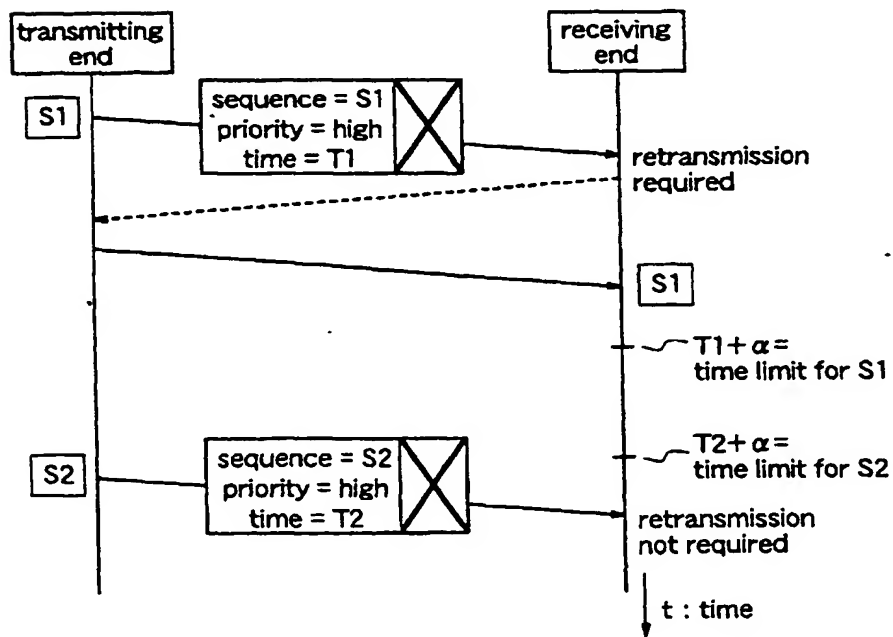 transmitting
end
receiving
end
S1
sequence = S1
priority = high
time = T1
retransmission
required
S1
T1 + α =
time limit for S1
T2 + α =
time limit for S2
S2
sequence = S2
priority = high
time = T2
retransmission
not required
t : time